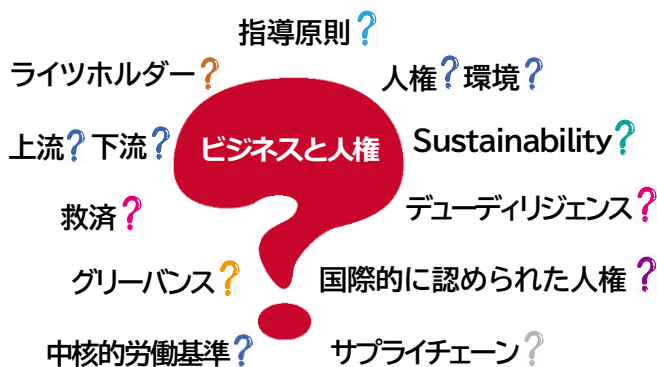 指導原則?
ライツホルダー?
人権?環境?
上流?下流?
ビジネスと人権
Sustainability?
救済?
デューディリジェンス?
グリーバンス?
国際的に認められた人権?
中核的労働基準?
サプライチェーン?